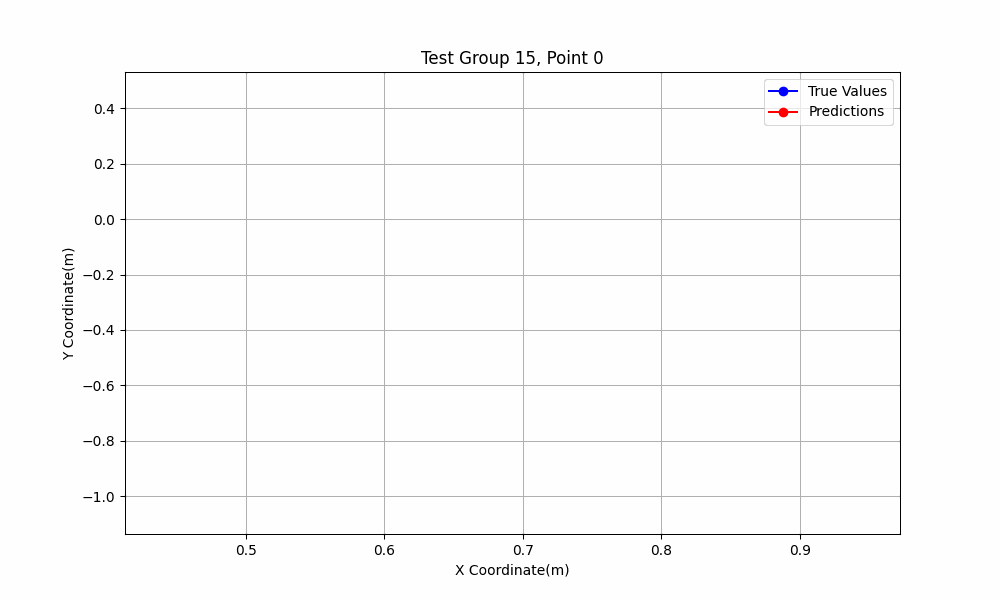 Test Group 15, Point 0
True Values
Predictions
0.4
0.2
0.0
−0.2
−0.4
−0.6
−0.8
−1.0
Y Coordinate(m)
0.5 0.6 0.7 0.8 0.9
X Coordinate(m)